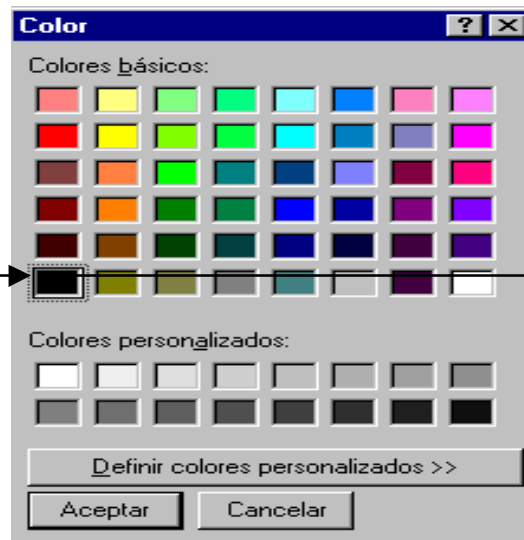 Color
Colores básicos:
Colores personalizados:
Definir colores personalizados >>
Aceptar Cancelar